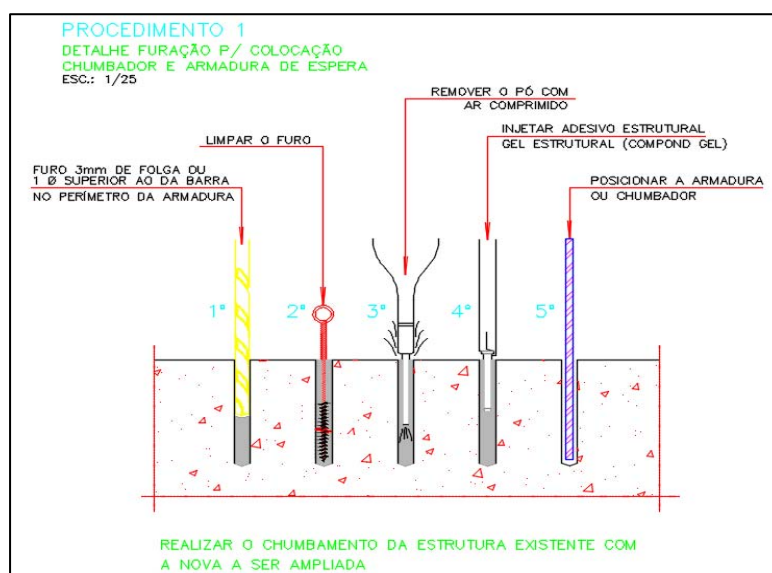 PROCEDIMENTO 1
DETALHE FURAÇÃO P/ COLOCAÇÃO
CHUMBADOR E ARMADURA DE ESPERA
ESC.: 1/25
REMOVER O PÓ COM
AR COMPRIMIDO
LIMPAR O FURO
INJETAR ADESIVO ESTRUTURAL
GEL ESTRUTURAL (COMPOND GEL)
FURO 3mm DE FOLGA OU
1 Ø SUPERIOR AO DA BARRA
NO PERÍMETRO DA ARMADURA
POSICIONAR A ARMADURA
OU CHUMBADOR
1° 2° 3° 4° 5°
REALIZAR O CHUMBAMENTO DA ESTRUTURA EXISTENTE COM
A NOVA A SER AMPLIADA